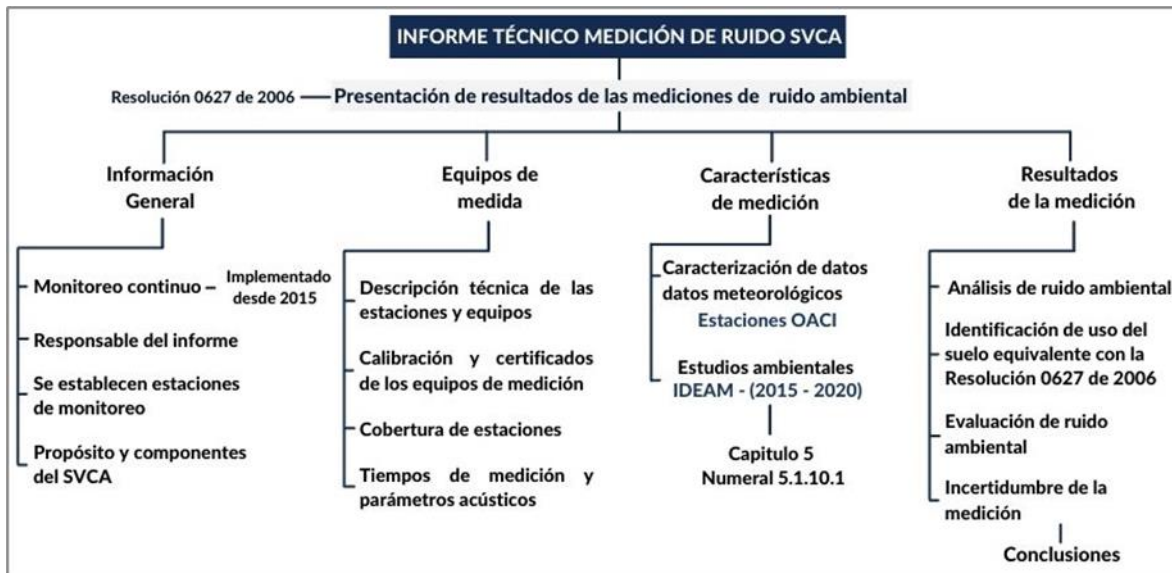 INFORME TÉCNICO MEDICIÓN DE RUIDO SVCA
Resolución 0627 de 2006
Presentación de resultados de las mediciones de ruido ambiental
Información
General
Monitoreo continuo
Implementado
desde 2015
Responsable del informe
Se establecen estaciones
de monitoreo
Propósito y componentes
del SVCA
Equipos de
medida
Descripción técnica de las
estaciones y equipos
Calibración y certificados
de los equipos de medición
Cobertura de estaciones
Tiempos de medición y
parámetros acústicos
Características
de medición
Caracterización de datos
datos meteorológicos
Estaciones OACI
Estudios ambientales
IDEAM - (2015 - 2020)
Capitulo 5
Numeral 5.1.10.1
Resultados
de la medición
Análisis de ruido ambiental
Identificación de uso del
suelo equivalente con la
Resolución 0627 de 2006
Evaluación de ruido
ambiental
Incertidumbre de la
medición
Conclusiones